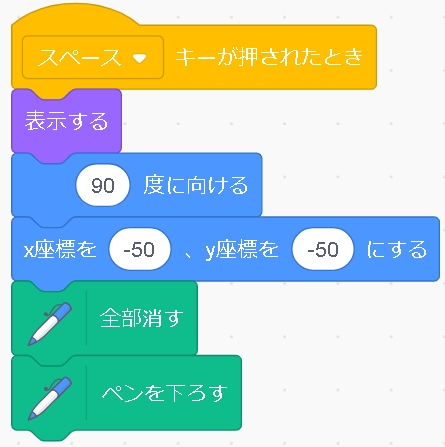 スペース キーが押されたとき
表示する
90 度に向ける
x座標を -50 、y座標を -50 にする
全部消す
ペンを下ろす